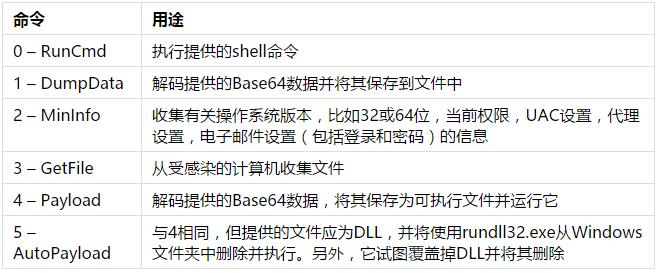 命令 用途
0 – RunCmd 执行提供的shell命令
1 – DumpData 解码提供的Base64数据并将其保存到文件中
2 – MinInfo 收集有关操作系统版本，比如32或64位，当前权限，UAC设置，代理
设置，电子邮件设置（包括登录和密码）的信息
3 – GetFile 从受感染的计算机收集文件
4 – Payload 解码提供的Base64数据，将其保存为可执行文件并运行它
5 – 与4相同，但提供的文件应为DLL，并将使用rundll32.exe从Windows
AutoPayload 文件夹中删除并执行。另外，它试图覆盖掉DLL并将其删除